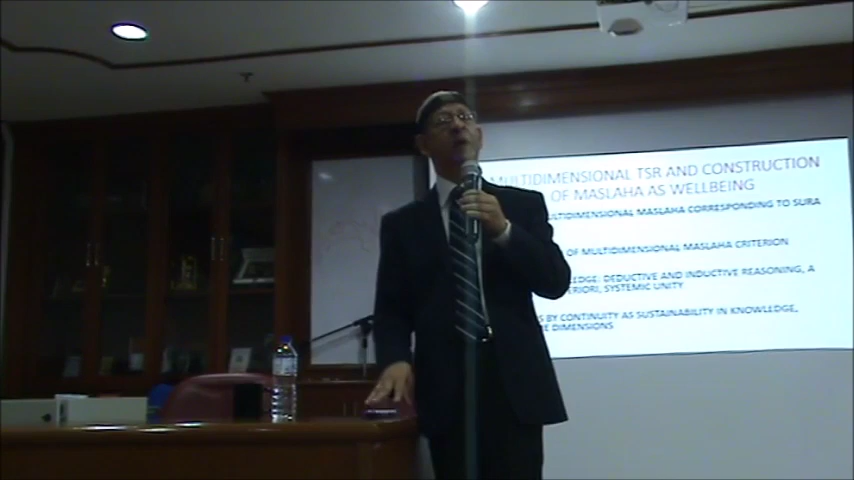 MULTIDIMENSIONAL TSR AND CONSTRUCTION
OF MASLAHA AS WELLBEING
MULTIDIMENSIONAL MASLAHA CORRESPONDING TO SURA
OF MULTIDIMENSIONAL MASLAHA CRITERION
DEDUCTIVE AND INDUCTIVE REASONING, A
SYSTEMIC UNITY
BY CONTINUITY AS SUSTAINABILITY IN KNOWLEDGE,
DIMENSIONS